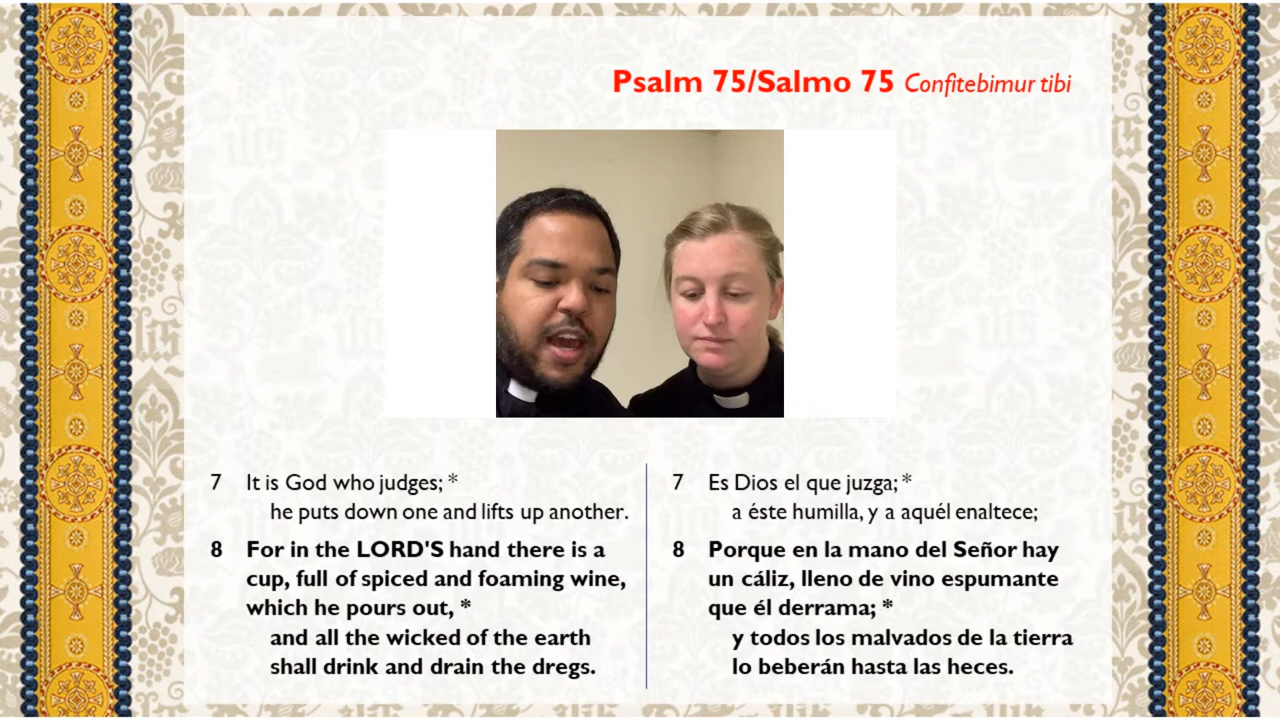 Psalm 75/Salmo 75 Confitebimur tibi
7 It is God who judges; *
he puts down one and lifts up another.
8 For in the LORD'S hand there is a
cup, full of spiced and foaming wine,
which he pours out, *
and all the wicked of the earth
shall drink and drain the dregs.
7 Es Dios el que juzga; *
a éste humilla, y a aquél enaltece;
8 Porque en la mano del Señor hay
un cáliz, lleno de vino espumante
que él derrama; *
y todos los malvados de la tierra
lo beberán hasta las heces.